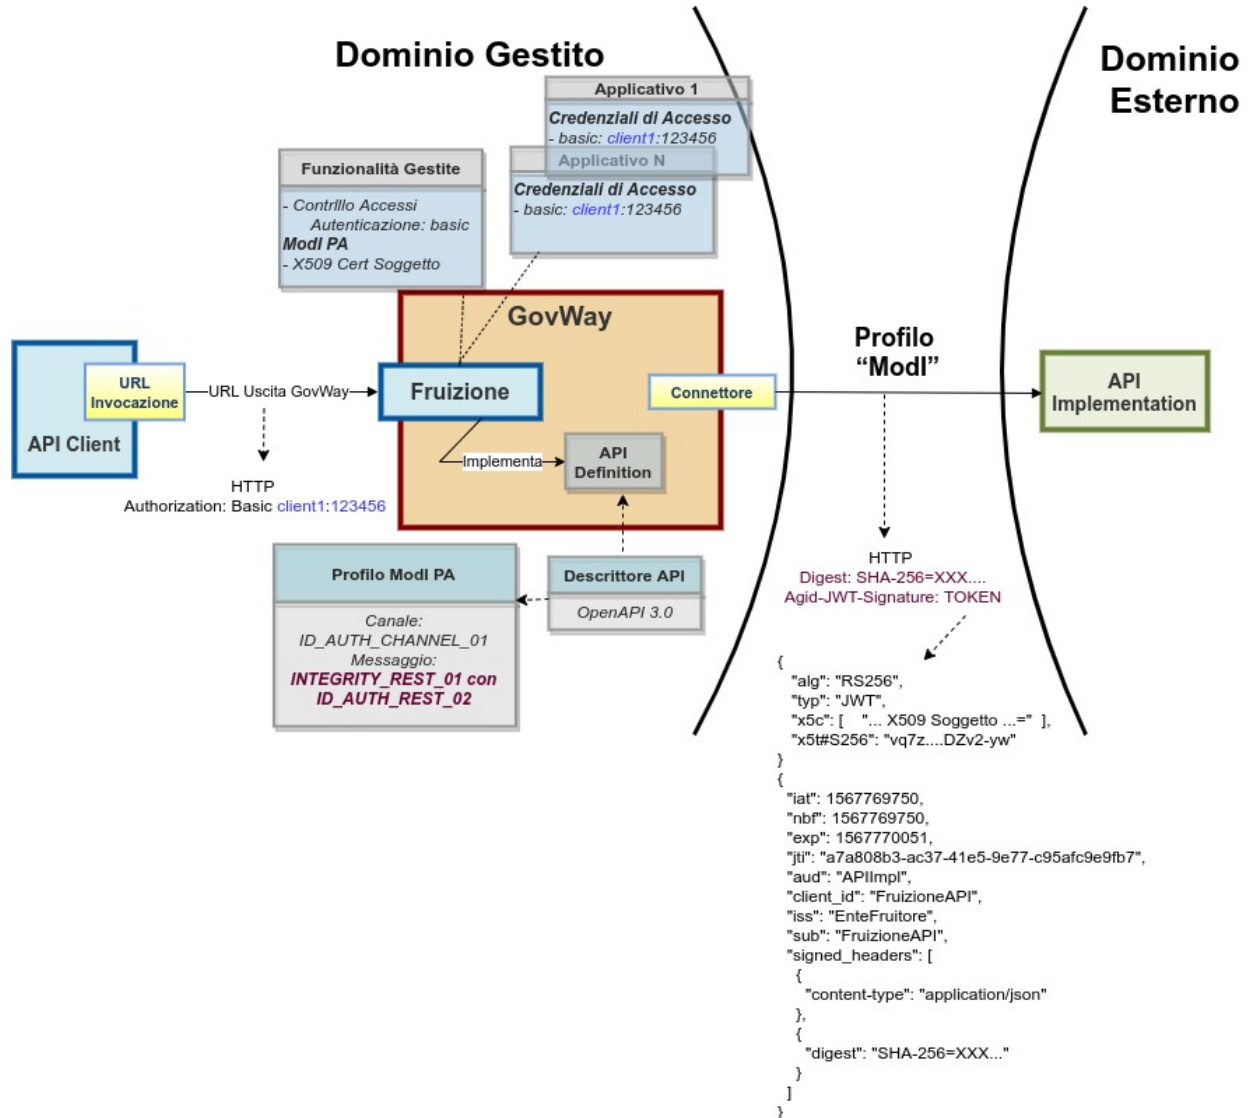 Dominio Gestito
Dominio
Esterno
Applicativo 1
Credenziali di Accesso
- basic: client1:123456
Applicativo N
Credenziali di Accesso
- basic: client1:123456
Funzionalità Gestite
- Contrlllo Accessi
Autenticazione: basic
ModI PA
- X509 Cert Soggetto
GovWay
URL
Invocazione
API Client
URL Uscita GovWay
Fruizione
Connettore
Profilo
“ModI”
API
Implementation
Implementa
API
Definition
HTTP
Authorization: Basic client1:123456
Profilo ModI PA
Canale:
ID_AUTH_CHANNEL_01
Messaggio:
INTEGRITY_REST_01 con
ID_AUTH_REST_02
Descrittore API
OpenAPI 3.0
HTTP
Digest: SHA-256=XXX....
Agid-JWT-Signature: TOKEN
{
"alg": "RS256",
"typ": "JWT",
"x5c": [ "... X509 Soggetto ...=" ],
"x5t#S256": "vq7z....DZv2-yw"
}
{
"iat": 1567769750,
"nbf": 1567769750,
"exp": 1567770051,
"jti": "a7a808b3-ac37-41e5-9e77-c95afc9e9fb7",
"aud": "APIImpl",
"client_id": "FruizioneAPI",
"iss": "EnteFruitore",
"sub": "FruizioneAPI",
"signed_headers": [
{
"content-type": "application/json"
},
{
"digest": "SHA-256=XXX..."
}
]
}